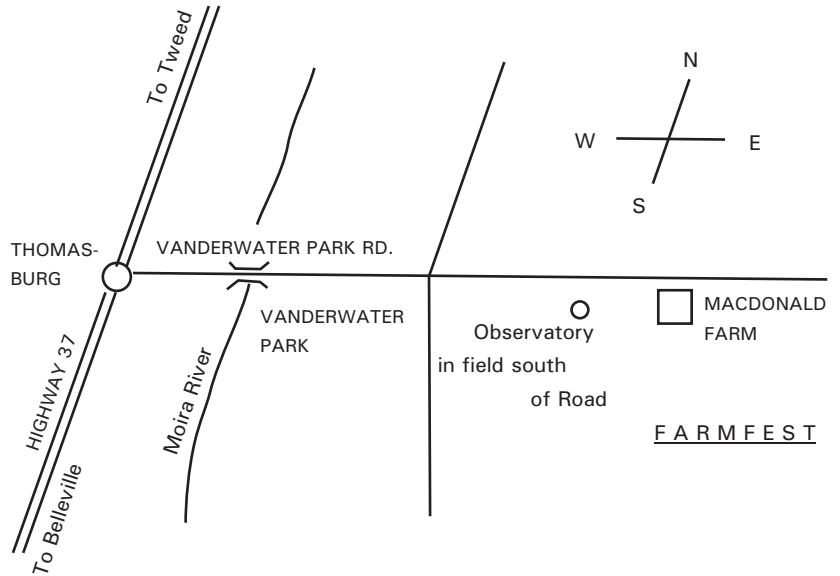 To Tweed
N
W
E
S
THOMAS-
BURG
VANDERWATER PARK RD.
VANDERWATER
PARK
MACDONALD
FARM
Observatory
in field south
of Road
Moira River
HIGHWAY 37
FARMFEST
To Belleville